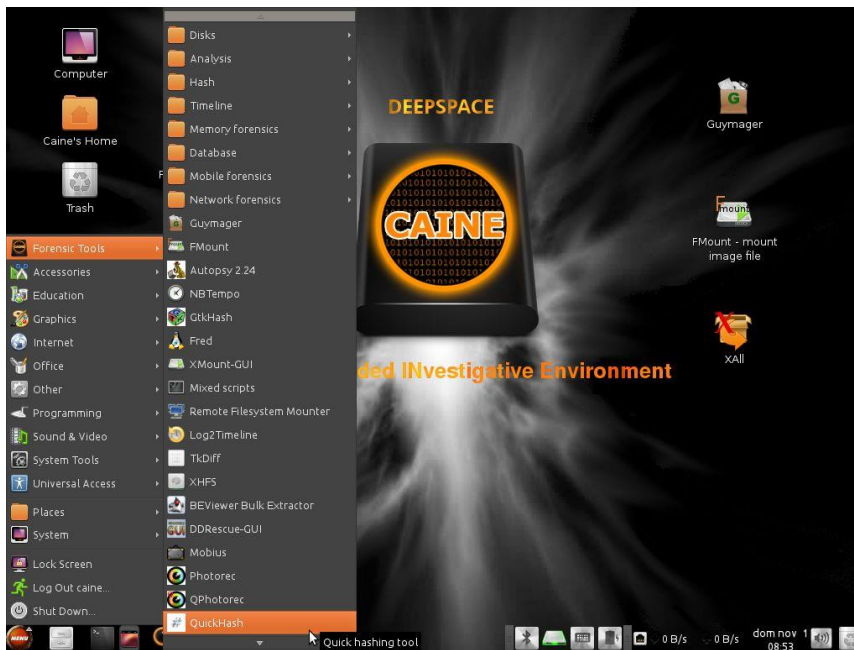 Computer
Caine's Home
Trash
F
Forensic Tools
Accessories
Education
Graphics
Internet
Office
Other
Programming
Sound & Video
System Tools
Universal Access
Places
System
Lock Screen
Log Out caine...
Shut Down...
MENU
Disks
Analysis
Hash
Timeline
Memory forensics
Database
Mobile forensics
Network forensics
Guymager
FMount
Autopsy 2.24
NBTempo
GtkHash
Fred
XMount-GUI
Mixed scripts
Remote Filesystem Mounter
Log2Timeline
TkDiff
XHFS
BEViewer Bulk Extractor
DDRescue-GUI
Mobius
Photorec
QPhotorec
QuickHash
Quick hashing tool
DEEPSPACE
CAINE
ded INvestigative Environment
G
Guymager
Fmount
FMount - mount
image file
X
XAll
0 B/s
0 B/s
dom nov 1
08:53